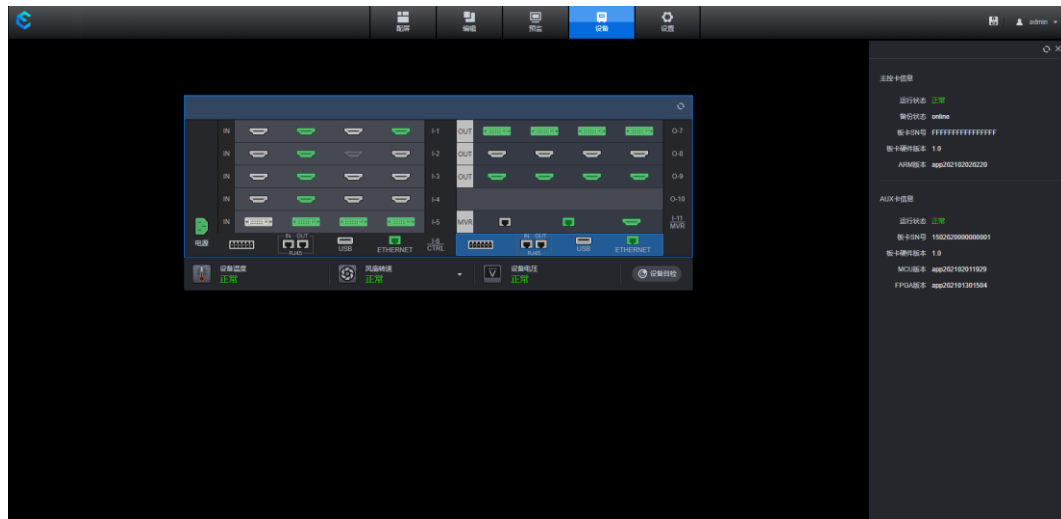 配屏 编辑 预监 设备 设置
admin
主控卡信息
运行状态 正常
备份状态 online
板卡SN号 FFFFFFFFFFFFFFFF
板卡硬件版本 1.0
ARM版本 app202102020220
AUX卡信息
运行状态 正常
板卡SN号 1502020000000001
板卡硬件版本 1.0
MCU版本 app202102011929
FPGA版本 app202101301504
IN I-1 OUT O-7
IN I-2 OUT O-8
IN I-3 OUT O-9
IN I-4 O-10
IN I-5 MVR I-11
MVR
电源 IN OUT RJ45 USB ETHERNET I-6
CTRL IN OUT RJ45 USB ETHERNET
设备温度 风扇转速 设备电压 设备自检
正常 正常 正常